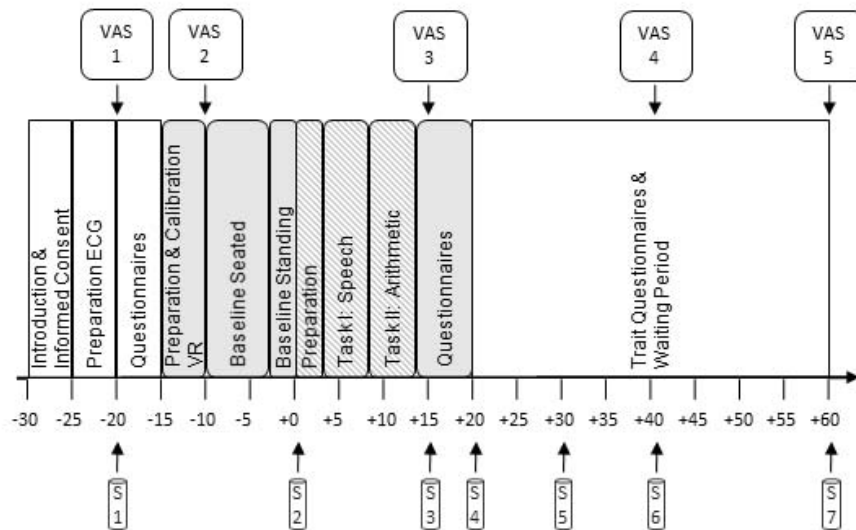 VAS
1
VAS
2
VAS
3
VAS
4
VAS
5
Introduction &
Informed Consent
Preparation ECG
Questionnaires
Preparation & Calibration
VR
Baseline Seated
Baseline Standing
Preparation
Task I: Speech
Task II: Arithmetic
Questionnaires
Trait Questionnaires &
Waiting Period
-30 -25 -20 -15 -10 -5 +0 +5 +10 +15 +20 +25 +30 +35 +40 +45 +50 +55 +60
S
1
S
2
S
3
S
4
S
5
S
6
S
7